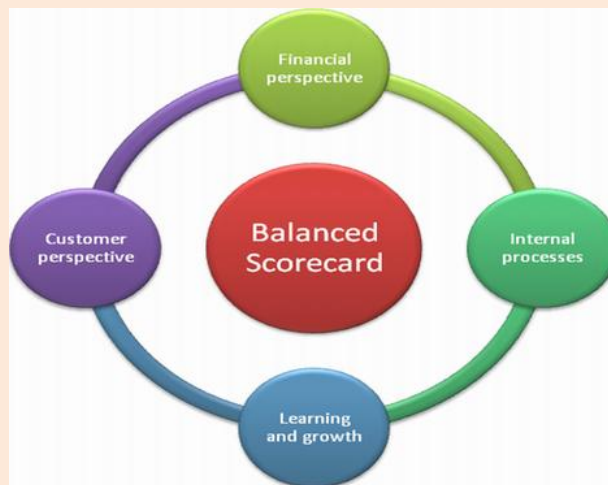 Financial
perspective
Customer
perspective
Balanced
Scorecard
Internal
processes
Learning
and growth